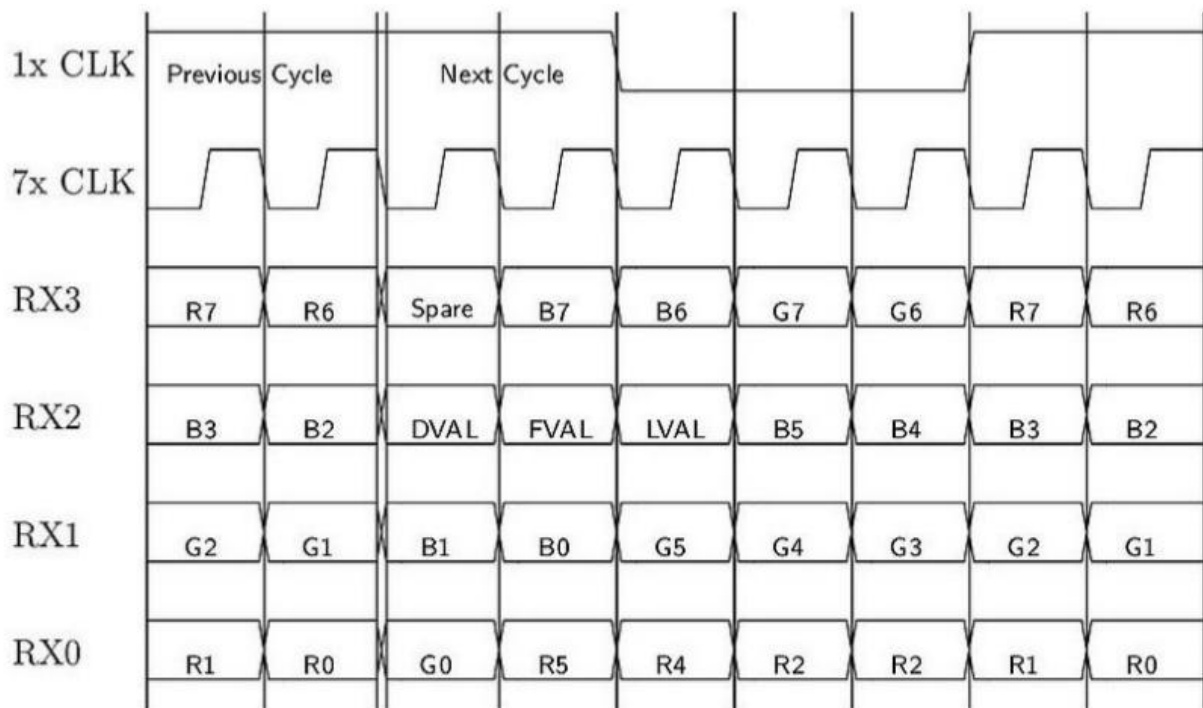 1x CLK Previous Cycle Next Cycle
7x CLK
RX3 R7 R6 Spare B7 B6 G7 G6 R7 R6
RX2 B3 B2 DVAL FVAL LVAL B5 B4 B3 B2
RX1 G2 G1 B1 B0 G5 G4 G3 G2 G1
RX0 R1 R0 G0 R5 R4 R2 R2 R1 R0